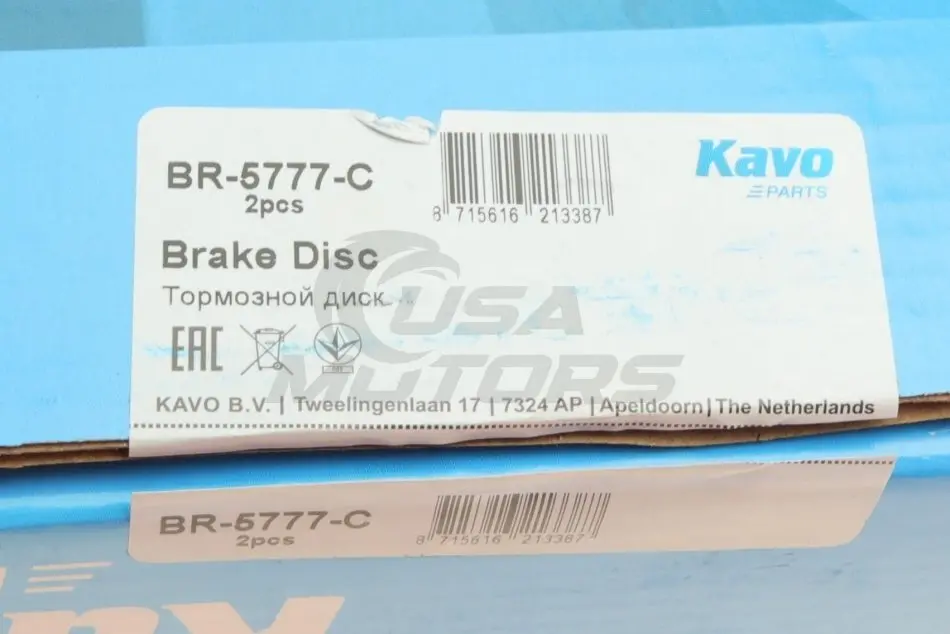 BR-5777-C
2pcs
8 715616 213387
Kavo
PARTS
Brake Disc
Тормозной диск
USA
MOTORS
EAC
KAVO B.V. | Tweelingenlaan 17 | 7324 AP | Apeldoorn | The Netherlands
BR-5777-C
2pcs
8 715616 213387